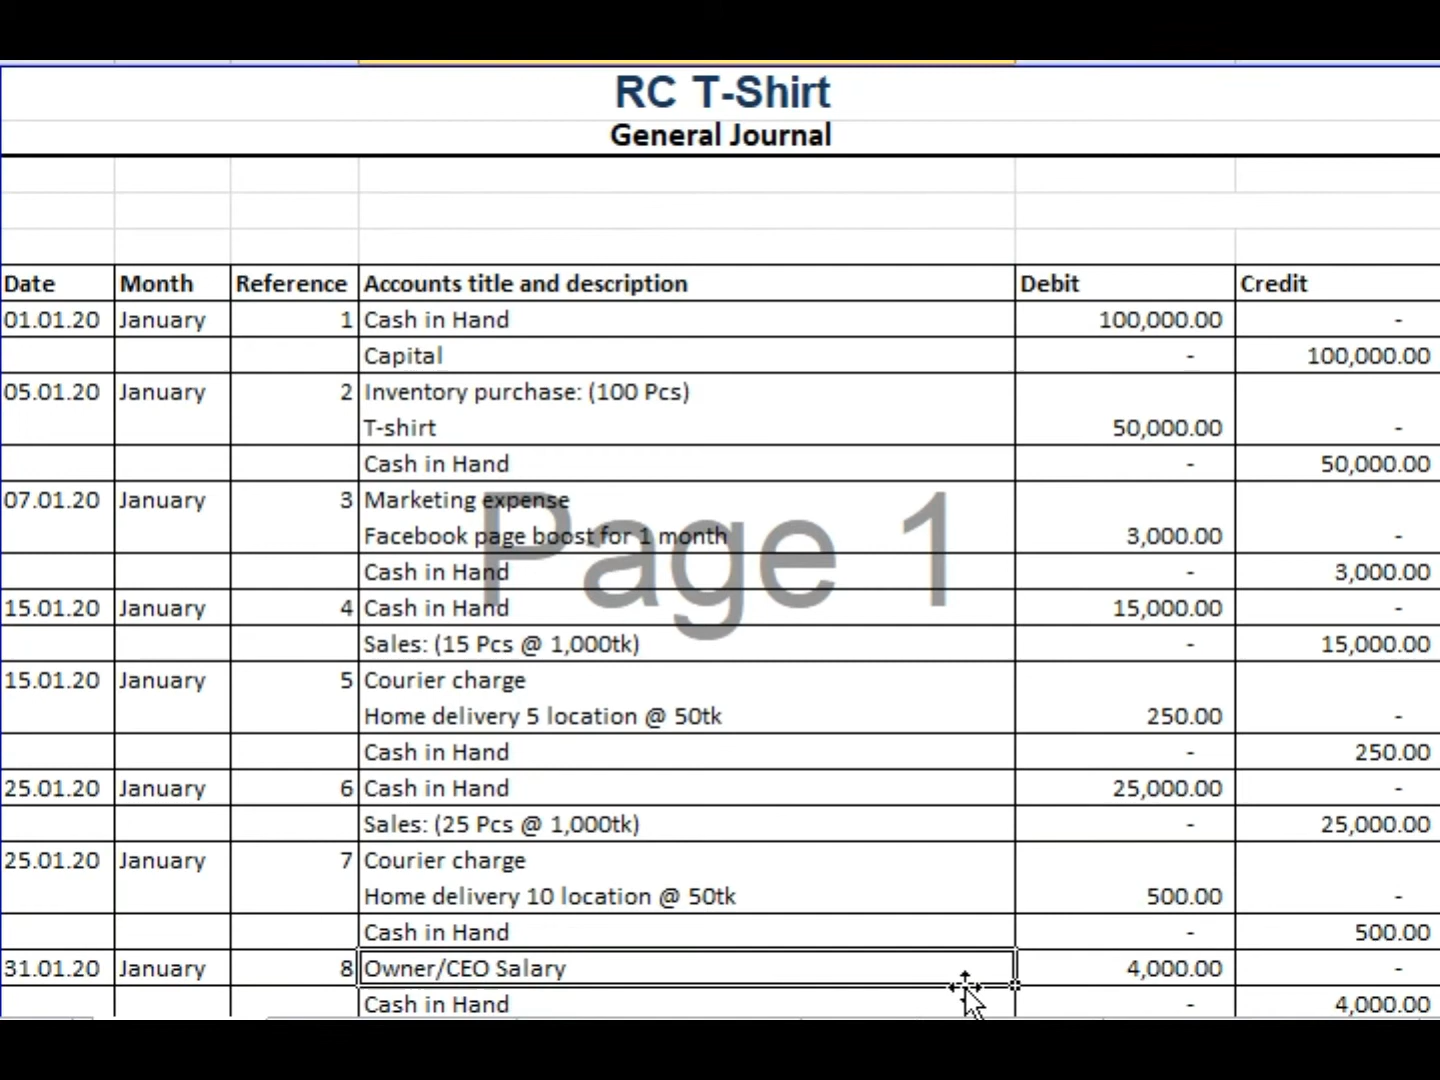 RC T-Shirt
General Journal
Date Month Reference Accounts title and description Debit Credit
01.01.20 January 1 Cash in Hand 100,000.00 -
Capital - 100,000.00
05.01.20 January 2 Inventory purchase: (100 Pcs)
T-shirt 50,000.00 -
Cash in Hand - 50,000.00
07.01.20 January 3 Marketing expense
Facebook page boost for 1 month 3,000.00 -
Cash in Hand - 3,000.00
Page 1
15.01.20 January 4 Cash in Hand 15,000.00 -
Sales: (15 Pcs @ 1,000tk) - 15,000.00
15.01.20 January 5 Courier charge
Home delivery 5 location @ 50tk 250.00 -
Cash in Hand - 250.00
25.01.20 January 6 Cash in Hand 25,000.00 -
Sales: (25 Pcs @ 1,000tk) - 25,000.00
25.01.20 January 7 Courier charge
Home delivery 10 location @ 50tk 500.00 -
Cash in Hand - 500.00
31.01.20 January 8 Owner/CEO Salary 4,000.00 -
Cash in Hand - 4,000.00